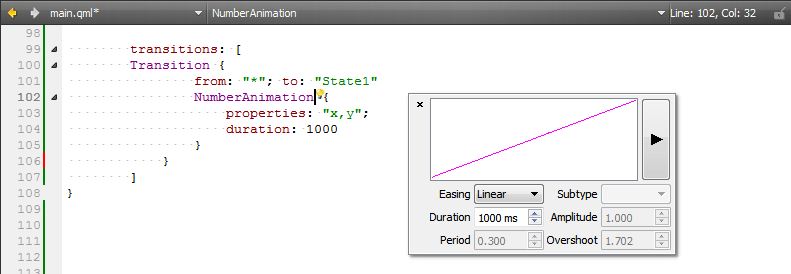 main.qml* NumberAnimation Line: 102, Col: 32
98
99 transitions: [
100 Transition {
101 from: "*"; to: "State1"
102 NumberAnimation {
103 properties: "x,y";
104 duration: 1000
105 }
106 }
107 ]
108 }
109
110
111
112
113
Easing Linear Subtype
Duration 1000 ms Amplitude 1.000
Period 0.300 Overshoot 1.702